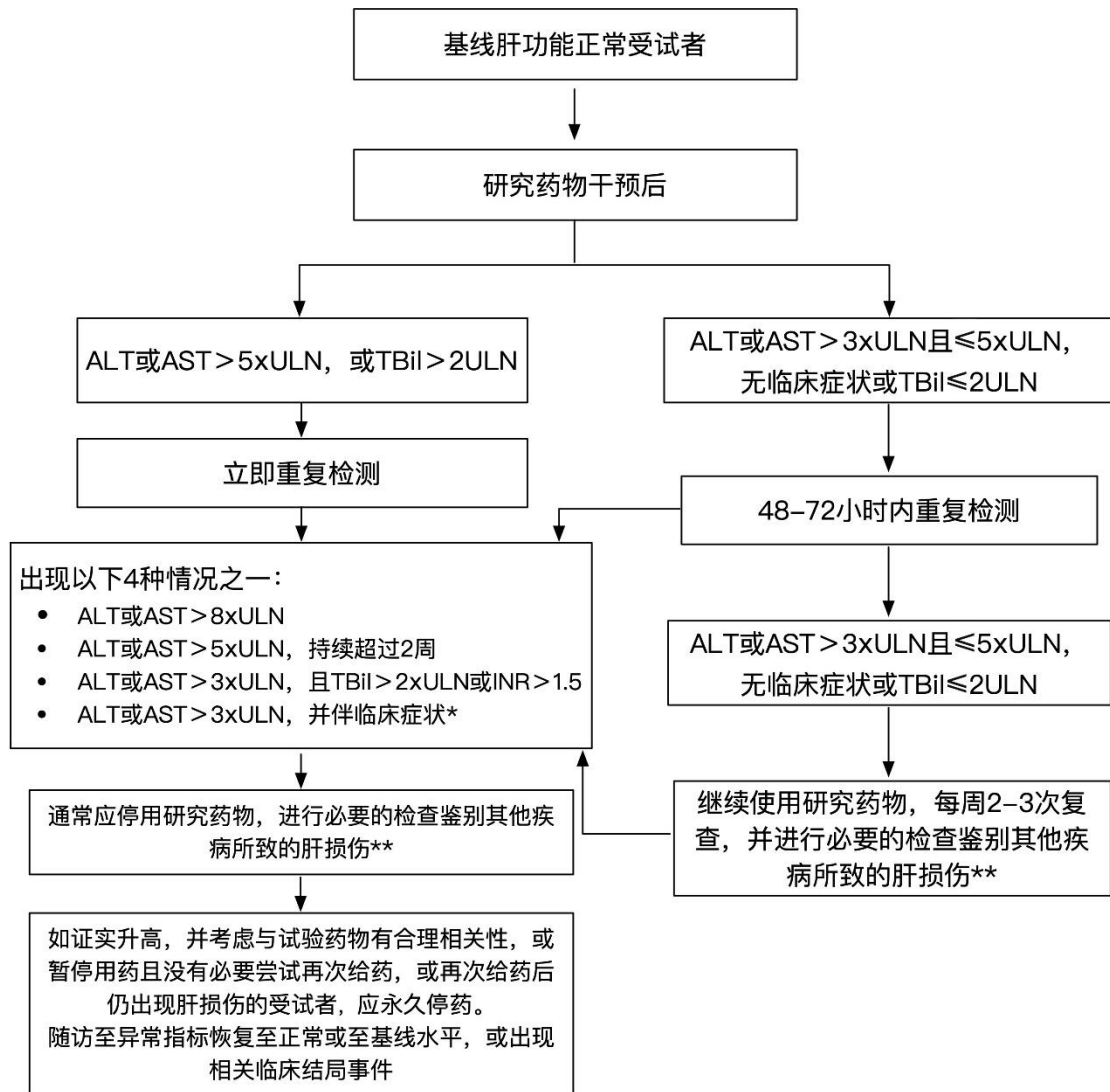 基线肝功能正常受试者
研究药物干预后
ALT或AST＞5xULN，或TBil＞2ULN
立即重复检测
出现以下4种情况之一：
• ALT或AST＞8xULN
• ALT或AST＞5xULN，持续超过2周
• ALT或AST＞3xULN，且TBil＞2xULN或INR＞1.5
• ALT或AST＞3xULN，并伴临床症状*
通常应停用研究药物，进行必要的检查鉴别其他疾
病所致的肝损伤**
如证实升高，并考虑与试验药物有合理相关性，或
暂停用药且没有必要尝试再次给药，或再次给药后
仍出现肝损伤的受试者，应永久停药。
随访至异常指标恢复至正常或至基线水平，或出现
相关临床结局事件
ALT或AST＞3xULN且≤5xULN，
无临床症状或TBil≤2ULN
48–72小时内重复检测
ALT或AST＞3xULN且≤5xULN，
无临床症状或TBil≤2ULN
继续使用研究药物，每周2–3次复
查，并进行必要的检查鉴别其他疾
病所致的肝损伤**